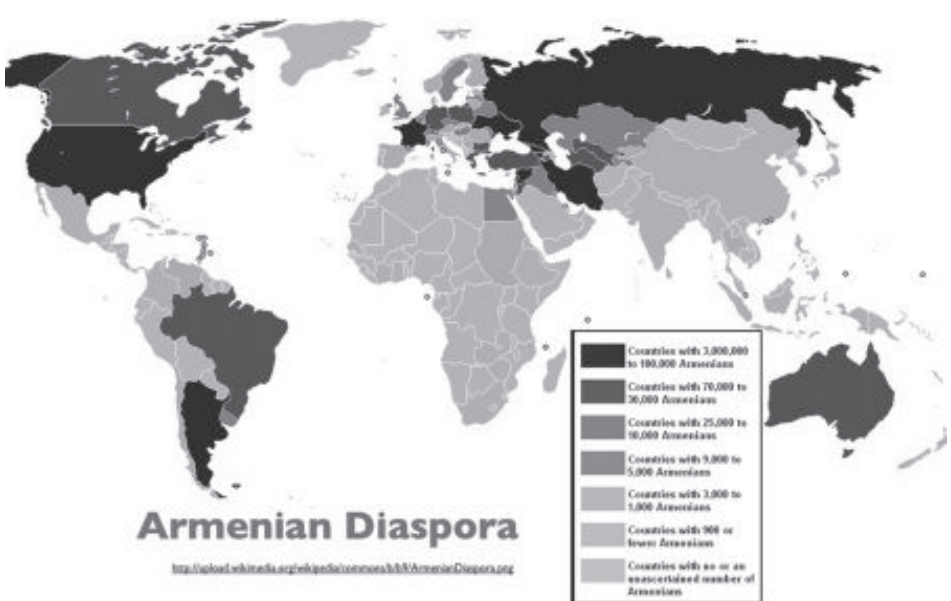 Countries with 3,000,000
to 100,000 Armenians
Countries with 70,000 to
30,000 Armenians
Countries with 25,000 to
10,000 Armenians
Countries with 9,000 to
5,000 Armenians
Countries with 3,000 to
1,000 Armenians
Countries with 900 or
fewer Armenians
Countries with no or an
unascertained number of
Armenians
Armenian Diaspora
http://upload.wikimedia.org/wikipedia/commons/b/b9/ArmenianDiaspora.png